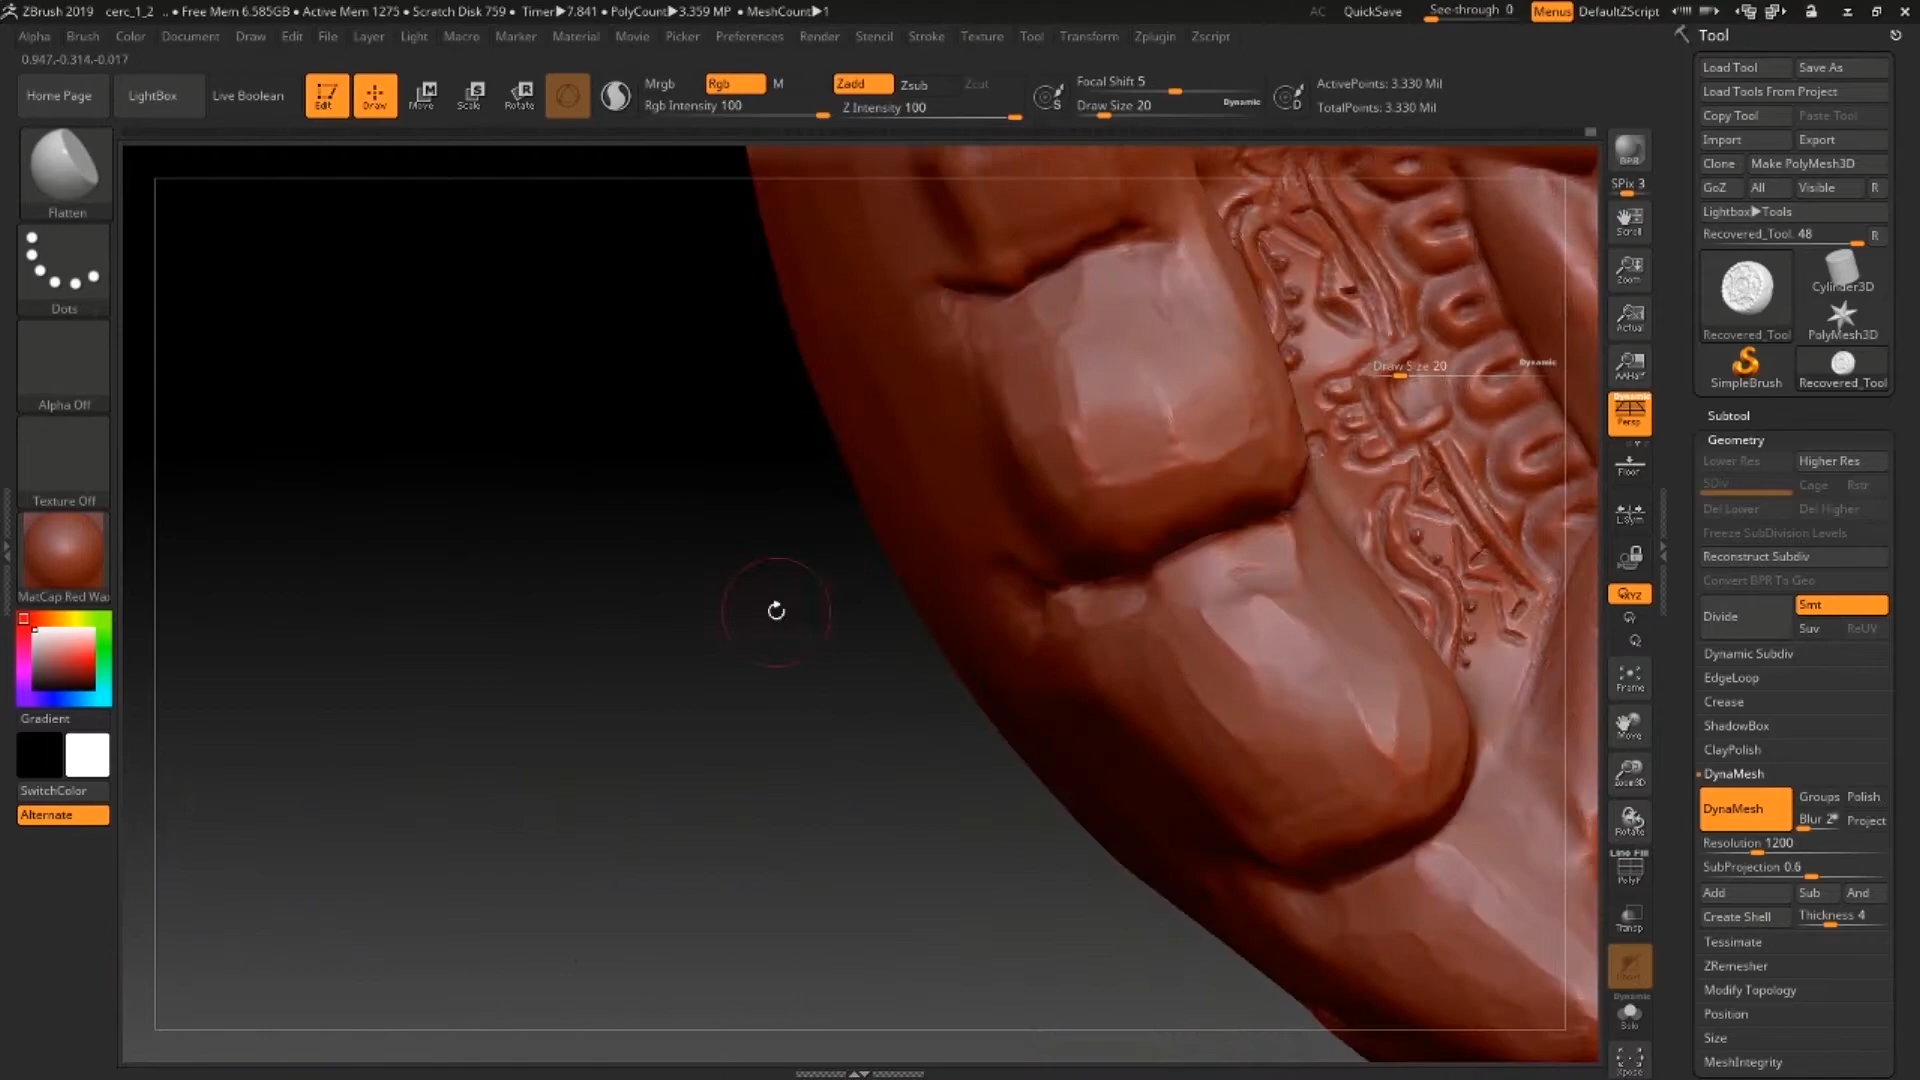 ZBrush 2019 cerc_1_2 .. • Free Mem 6.585GB • Active Mem 1275 • Scratch Disk 759 • Timer▶7.841 • PolyCount▶3.359 MP • MeshCount▶1 AC QuickSave See-through 0 Menus DefaultZScript
Alpha Brush Color Document Draw Edit File Layer Light Macro Marker Material Movie Picker Preferences Render Stencil Stroke Texture Tool Transform Zplugin Zscript
0.947,-0.314,-0.017
Home Page LightBox Live Boolean Edit Draw Move Scale Rotate
Mrgb Rgb M
Rgb Intensity 100
Zadd Zsub Zcut
Z Intensity 100
S
Focal Shift 5
Draw Size 20 Dynamic
D
ActivePoints: 3.330 Mil
TotalPoints: 3.330 Mil
Flatten
Dots
Alpha Off
Texture Off
MatCap Red Wax
Gradient
SwitchColor
Alternate
Draw Size 20 Dynamic
BPR
SPix 3
Scroll
Zoom
Actual
AAHalf
Dynamic
Persp
Floor
L.Sym
XYZ
Frame
Move
Zoom3D
Rotate
Line Fill
PolyF
Transp
Dynamic
Solo
Xpose
Tool
Load Tool Save As
Load Tools From Project
Copy Tool Paste Tool
Import Export
Clone Make PolyMesh3D
GoZ All Visible R
Lightbox▶Tools
Recovered_Tool. 48 R
Recovered_Tool Cylinder3D
PolyMesh3D
SimpleBrush Recovered_Tool
Subtool
Geometry
Lower Res Higher Res
SDiv Cage Rstr
Del Lower Del Higher
Freeze SubDivision Levels
Reconstruct Subdiv
Convert BPR To Geo
Divide Smt
Suv ReUV
Dynamic Subdiv
EdgeLoop
Crease
ShadowBox
ClayPolish
DynaMesh
DynaMesh Groups Polish
Blur 2 Project
Resolution 1200
SubProjection 0.6
Add Sub And
Create Shell Thickness 4
Tessimate
ZRemesher
Modify Topology
Position
Size
MeshIntegrity